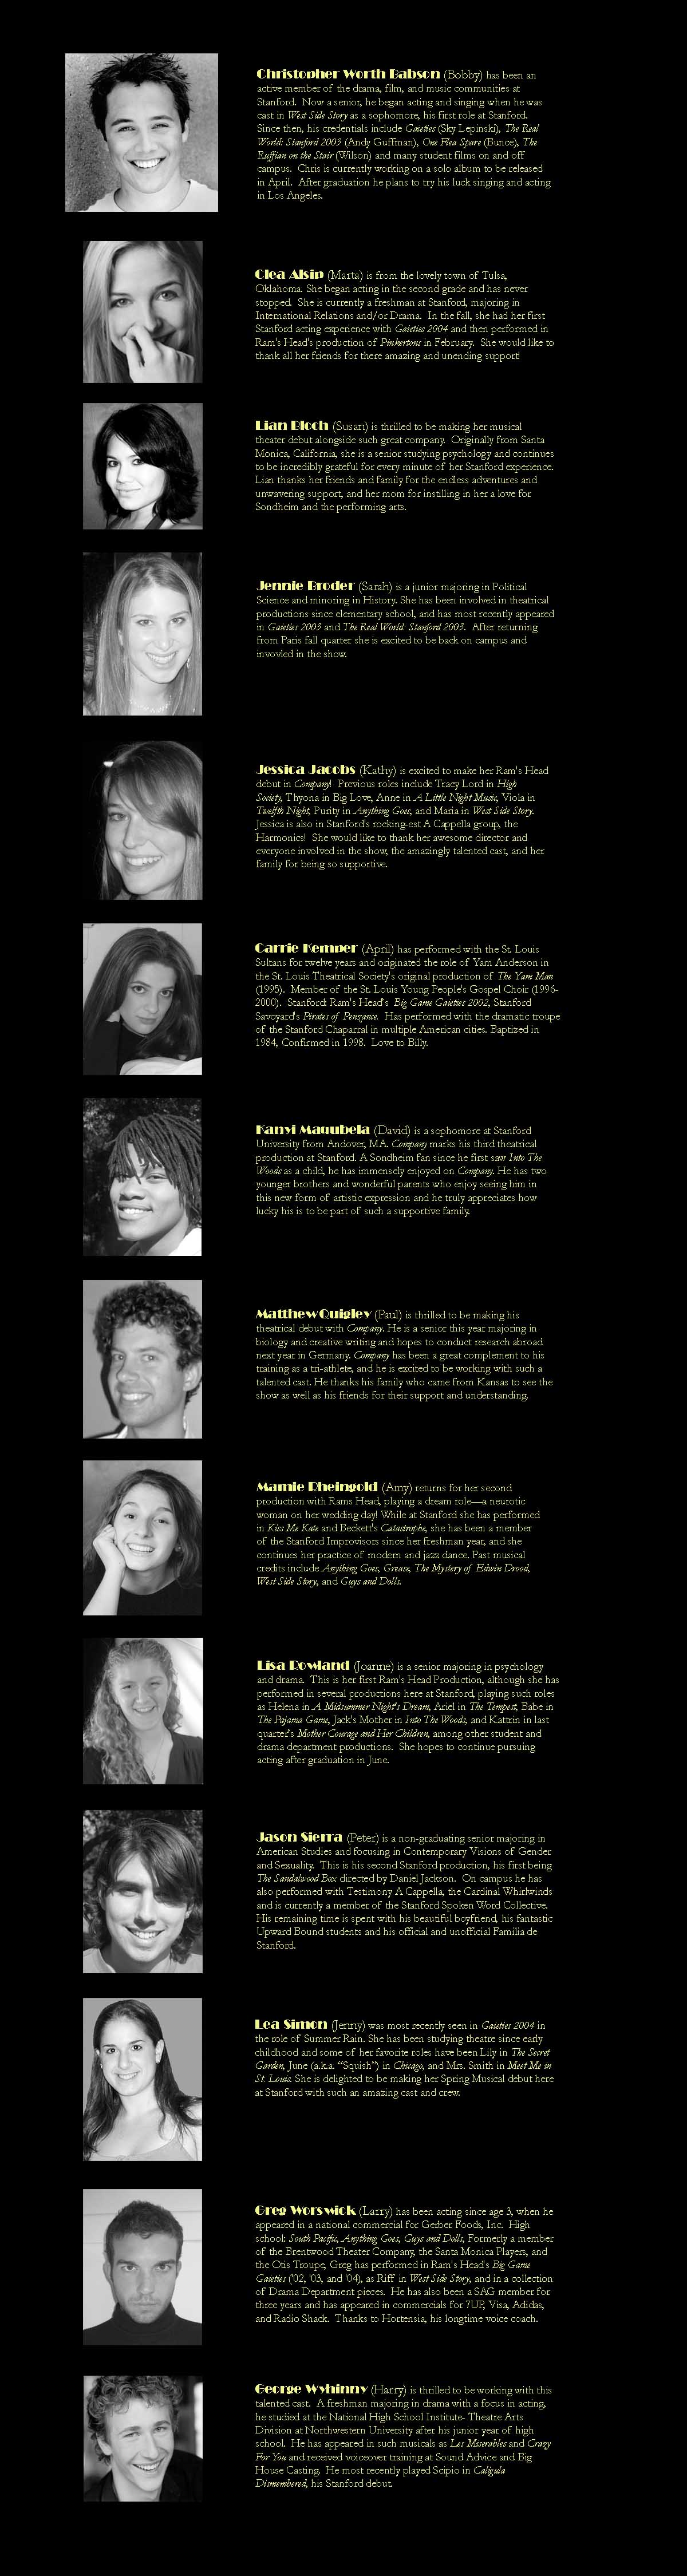 Christopher Worth Babson (Bobby) has been an
active member of the drama, film, and music communities at
Stanford. Now a senior, he began acting and singing when he was
cast in West Side Story as a sophomore, his first role at Stanford.
Since then, his credentials include Gaieties (Sky Lepinski), The Real
World: Stanford 2003 (Andy Guffman), One Flea Spare (Bunce), The
Ruffian on the Stair (Wilson) and many student films on and off
campus. Chris is currently working on a solo album to be released
in April. After graduation he plans to try his luck singing and acting
in Los Angeles.
Clea Alsip (Marta) is from the lovely town of Tulsa,
Oklahoma. She began acting in the second grade and has never
stopped. She is currently a freshman at Stanford, majoring in
International Relations and/or Drama. In the fall, she had her first
Stanford acting experience with Gaieties 2004 and then performed in
Ram's Head's production of Pinkertons in February. She would like to
thank all her friends for there amazing and unending support!
Lian Bloch (Susan) is thrilled to be making her musical
theater debut alongside such great company. Originally from Santa
Monica, California, she is a senior studying psychology and continues
to be incredibly grateful for every minute of her Stanford experience.
Lian thanks her friends and family for the endless adventures and
unwavering support, and her mom for instilling in her a love for
Sondheim and the performing arts.
Jennie Broder (Sarah) is a junior majoring in Political
Science and minoring in History. She has been involved in theatrical
productions since elementary school, and has most recently appeared
in Gaieties 2003 and The Real World: Stanford 2003. After returning
from Paris fall quarter she is excited to be back on campus and
invovled in the show.
Jessica Jacobs (Kathy) is excited to make her Ram's Head
debut in Company! Previous roles include Tracy Lord in High
Society, Thyona in Big Love, Anne in A Little Night Music, Viola in
Twelfth Night, Purity in Anything Goes, and Maria in West Side Story.
Jessica is also in Stanford's rocking-est A Cappella group, the
Harmonics! She would like to thank her awesome director and
everyone involved in the show, the amazingly talented cast, and her
family for being so supportive.
Carrie Kemper (April) has performed with the St. Louis
Sultans for twelve years and originated the role of Yam Anderson in
the St. Louis Theatrical Society's original production of The Yam Man
(1995). Member of the St. Louis Young People's Gospel Choir (1996-
2000). Stanford: Ram's Head's Big Game Gaieties 2002, Stanford
Savoyard's Pirates of Penzance. Has performed with the dramatic troupe
of the Stanford Chaparral in multiple American cities. Baptized in
1984, Confirmed in 1998. Love to Billy.
Kanyi Maqubela (David) is a sophomore at Stanford
University from Andover, MA. Company marks his third theatrical
production at Stanford. A Sondheim fan since he first saw Into The
Woods as a child, he has immensely enjoyed on Company. He has two
younger brothers and wonderful parents who enjoy seeing him in
this new form of artistic expression and he truly appreciates how
lucky his is to be part of such a supportive family.
Matthew Quigley (Paul) is thrilled to be making his
theatrical debut with Company. He is a senior this year majoring in
biology and creative writing and hopes to conduct research abroad
next year in Germany. Company has been a great complement to his
training as a tri-athlete, and he is excited to be working with such a
talented cast. He thanks his family who came from Kansas to see the
show as well as his friends for their support and understanding.
Mamie Rheingold (Amy) returns for her second
production with Rams Head, playing a dream role—a neurotic
woman on her wedding day! While at Stanford she has performed
in Kiss Me Kate and Beckett's Catastrophe, she has been a member
of the Stanford Improvisors since her freshman year, and she
continues her practice of modern and jazz dance. Past musical
credits include Anything Goes, Grease, The Mystery of Edwin Drood,
West Side Story, and Guys and Dolls.
Lisa Rowland (Joanne) is a senior majoring in psychology
and drama. This is her first Ram's Head Production, although she has
performed in several productions here at Stanford, playing such roles
as Helena in A Midsummer Night's Dream, Ariel in The Tempest, Babe in
The Pajama Game, Jack's Mother in Into The Woods, and Katrin in last
quarter's Mother Courage and Her Children, among other student and
drama department productions. She hopes to continue pursuing
acting after graduation in June.
Jason Sierra (Peter) is a non-graduating senior majoring in
American Studies and focusing in Contemporary Visions of Gender
and Sexuality. This is his second Stanford production, his first being
The Sandalwood Box directed by Daniel Jackson. On campus he has
also performed with Testimony A Cappella, the Cardinal Whirlwinds
and is currently a member of the Stanford Spoken Word Collective.
His remaining time is spent with his beautiful boyfriend, his fantastic
Upward Bound students and his official and unofficial Familia de
Stanford.
Lea Simon (Jenny) was most recently seen in Gaieties 2004 in
the role of Summer Rain. She has been studying theatre since early
childhood and some of her favorite roles have been Lily in The Secret
Garden, June (a.k.a. “Squish”) in Chicago, and Mrs. Smith in Meet Me in
St. Louis. She is delighted to be making her Spring Musical debut here
at Stanford with such an amazing cast and crew.
Greg Worswick (Larry) has been acting since age 3, when he
appeared in a national commercial for Gerber Foods, Inc. High
school: South Pacific, Anything Goes, Guys and Dolls, Formerly a member
of the Brentwood Theater Company, the Santa Monica Players, and
the Otis Troupe, Greg has performed in Ram's Head's Big Game
Gaieties ('02, '03, and '04), as Riff in West Side Story, and in a collection
of Drama Department pieces. He has also been a SAG member for
three years and has appeared in commercials for 7UP, Visa, Adidas,
and Radio Shack. Thanks to Hortensia, his longtime voice coach.
George Wyhinny (Harry) is thrilled to be working with this
talented cast. A freshman majoring in drama with a focus in acting,
he studied at the National High School Institute- Theatre Arts
Division at Northwestern University after his junior year of high
school. He has appeared in such musicals as Les Miserables and Crazy
For You and received voiceover training at Sound Advice and Big
House Casting. He most recently played Scipio in Caligula
Dismembered, his Stanford debut.